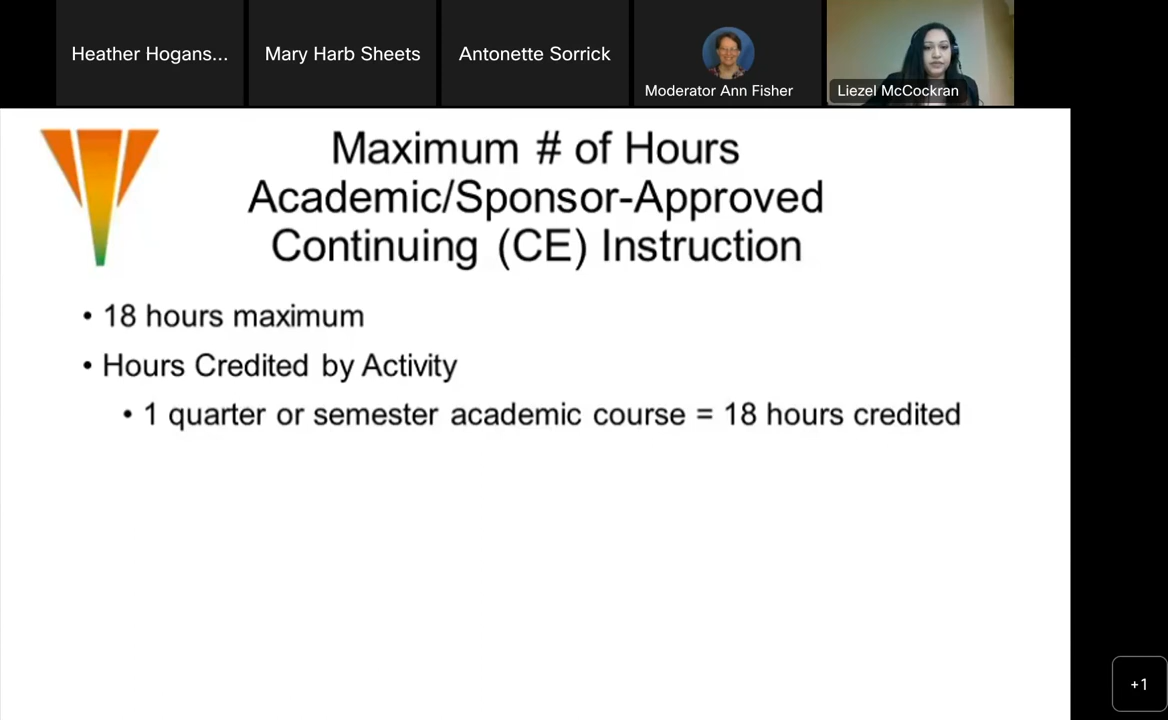 Heather Hogans...
Mary Harb Sheets
Antonette Sorrick
Moderator Ann Fisher
Liezel McCockran
Maximum # of Hours
Academic/Sponsor-Approved
Continuing (CE) Instruction
• 18 hours maximum
• Hours Credited by Activity
• 1 quarter or semester academic course = 18 hours credited
+1